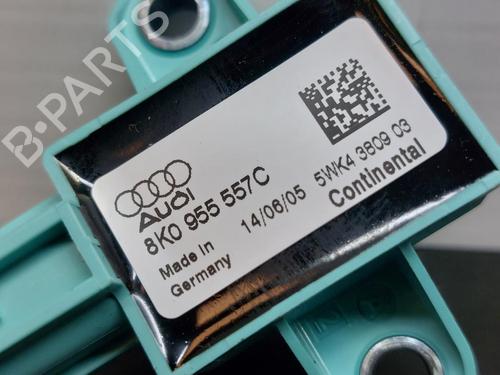 B-PARTS
AUDI
8K0 955 557C
Made in
Germany
14/06/05
5WK4 3809 03
Continental